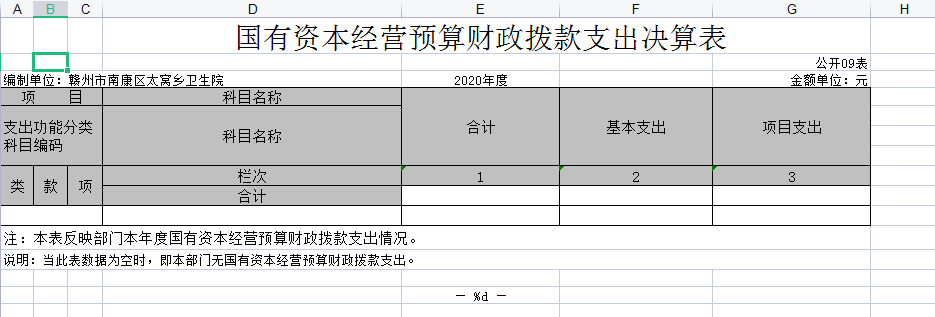 A B C D E F G H
国有资本经营预算财政拨款支出决算表
公开09表
编制单位：赣州市南康区太窝乡卫生院 2020年度 金额单位：元
项 目 科目名称
支出功能分类科目编码 科目名称 合计 基本支出 项目支出
类 款 项 栏次 1 2 3
合计
注：本表反映部门本年度国有资本经营预算财政拨款支出情况。
说明：当此表数据为空时，即本部门无国有资本经营预算财政拨款支出。
— %d —